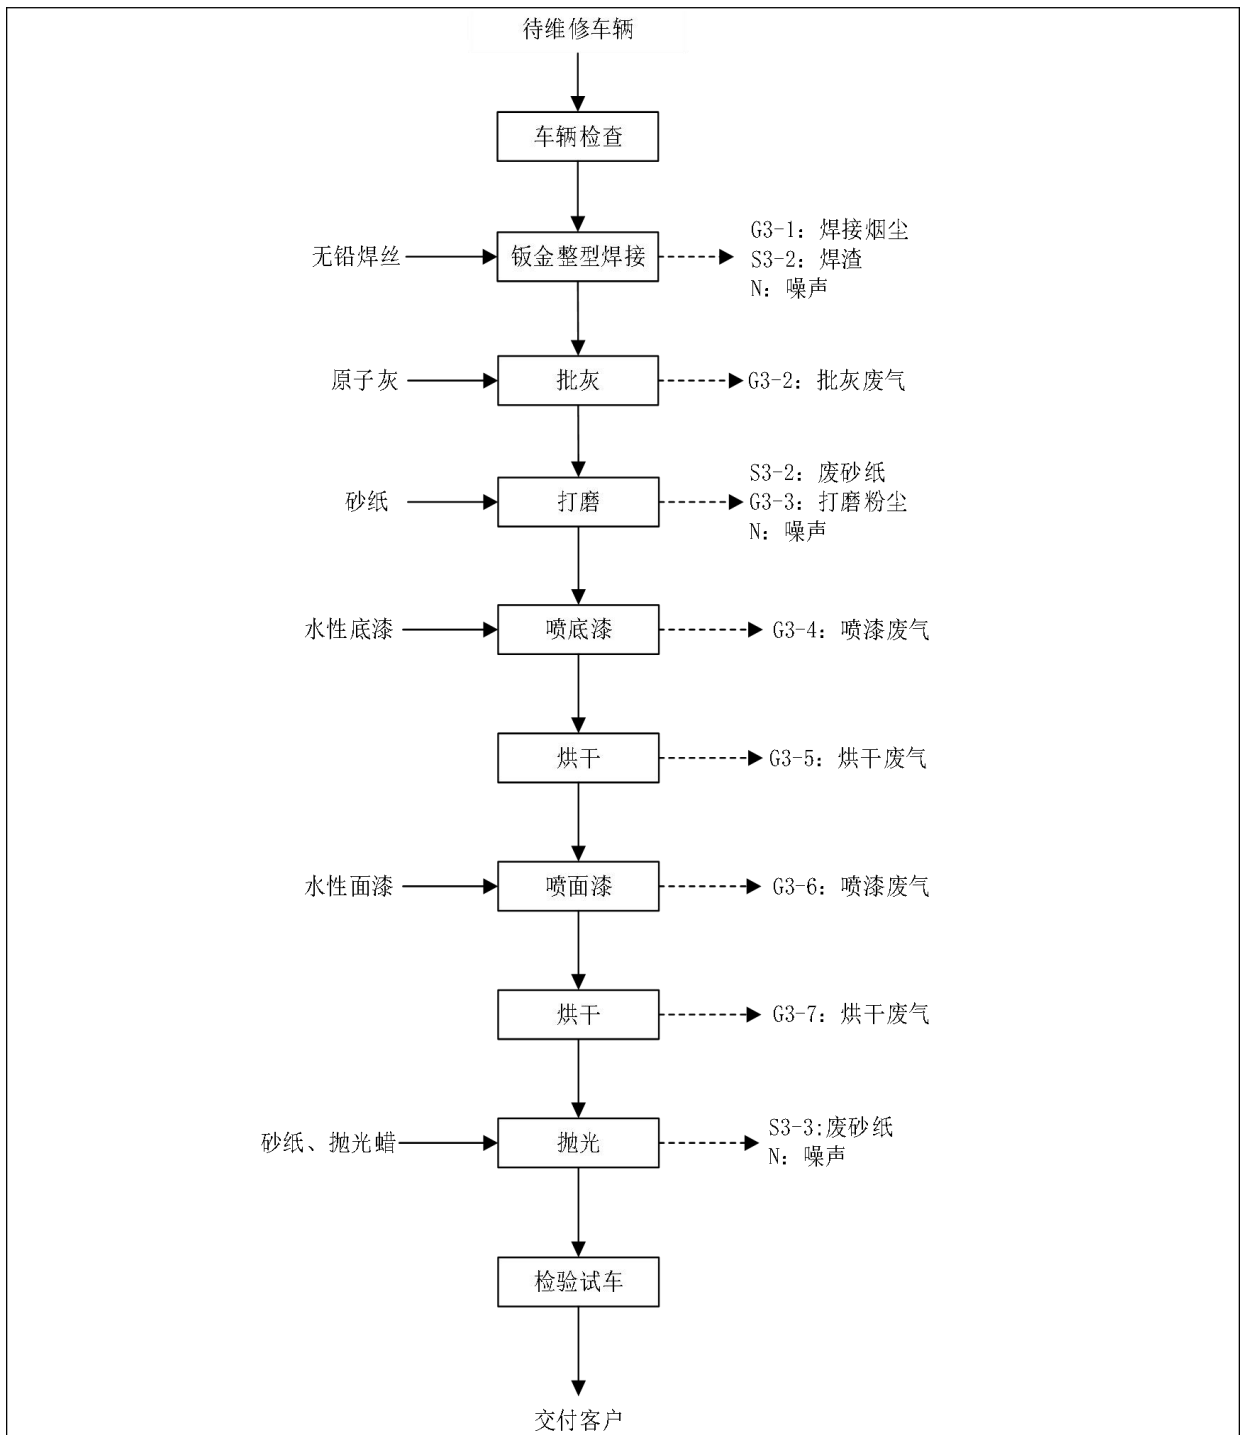 待维修车辆
车辆检查
无铅焊丝
钣金整型焊接
G3-1：焊接烟尘
S3-2：焊渣
N：噪声
原子灰
批灰
G3-2：批灰废气
砂纸
打磨
S3-2：废砂纸
G3-3：打磨粉尘
N：噪声
水性底漆
喷底漆
G3-4：喷漆废气
烘干
G3-5：烘干废气
水性面漆
喷面漆
G3-6：喷漆废气
烘干
G3-7：烘干废气
砂纸、抛光蜡
抛光
S3-3:废砂纸
N：噪声
检验试车
交付客户